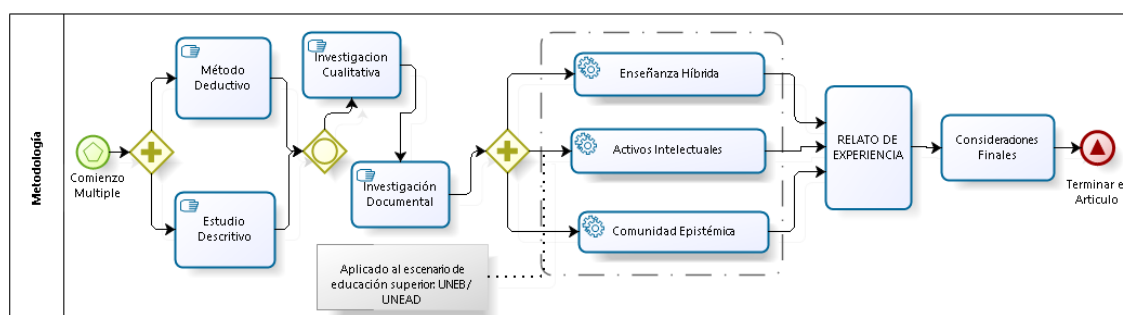 Metodología
Comienzo
Multiple
Método
Deductivo
Estudio
Descritivo
Investigacion
Cualitativa
Investigación
Documental
Aplicado al escenario de
educación superior: UNEB/
UNEAD
Enseñanza Híbrida
Activos Intelectuales
Comunidad Epistémica
RELATO DE
EXPERIENCIA
Consideraciones
Finales
Terminar e
Articulo